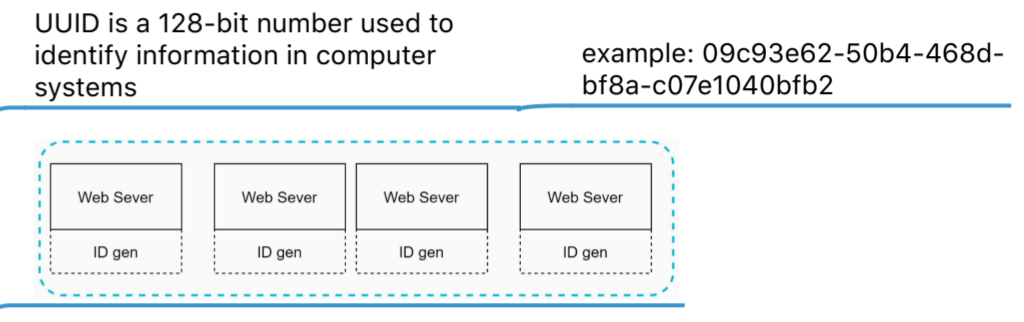 UUID is a 128-bit number used to
identify information in computer
systems
example: 09c93e62-50b4-468d-
bf8a-c07e1040bfb2
Web Sever
Web Sever
Web Sever
Web Sever
ID gen
ID gen
ID gen
ID gen